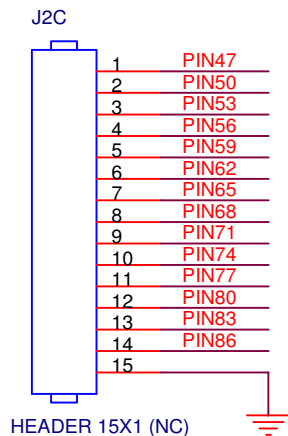 J2C
1 PIN47
2 PIN50
3 PIN53
4 PIN56
5 PIN59
6 PIN62
7 PIN65
8 PIN68
9 PIN71
10 PIN74
11 PIN77
12 PIN80
13 PIN83
14 PIN86
15
HEADER 15X1 (NC)